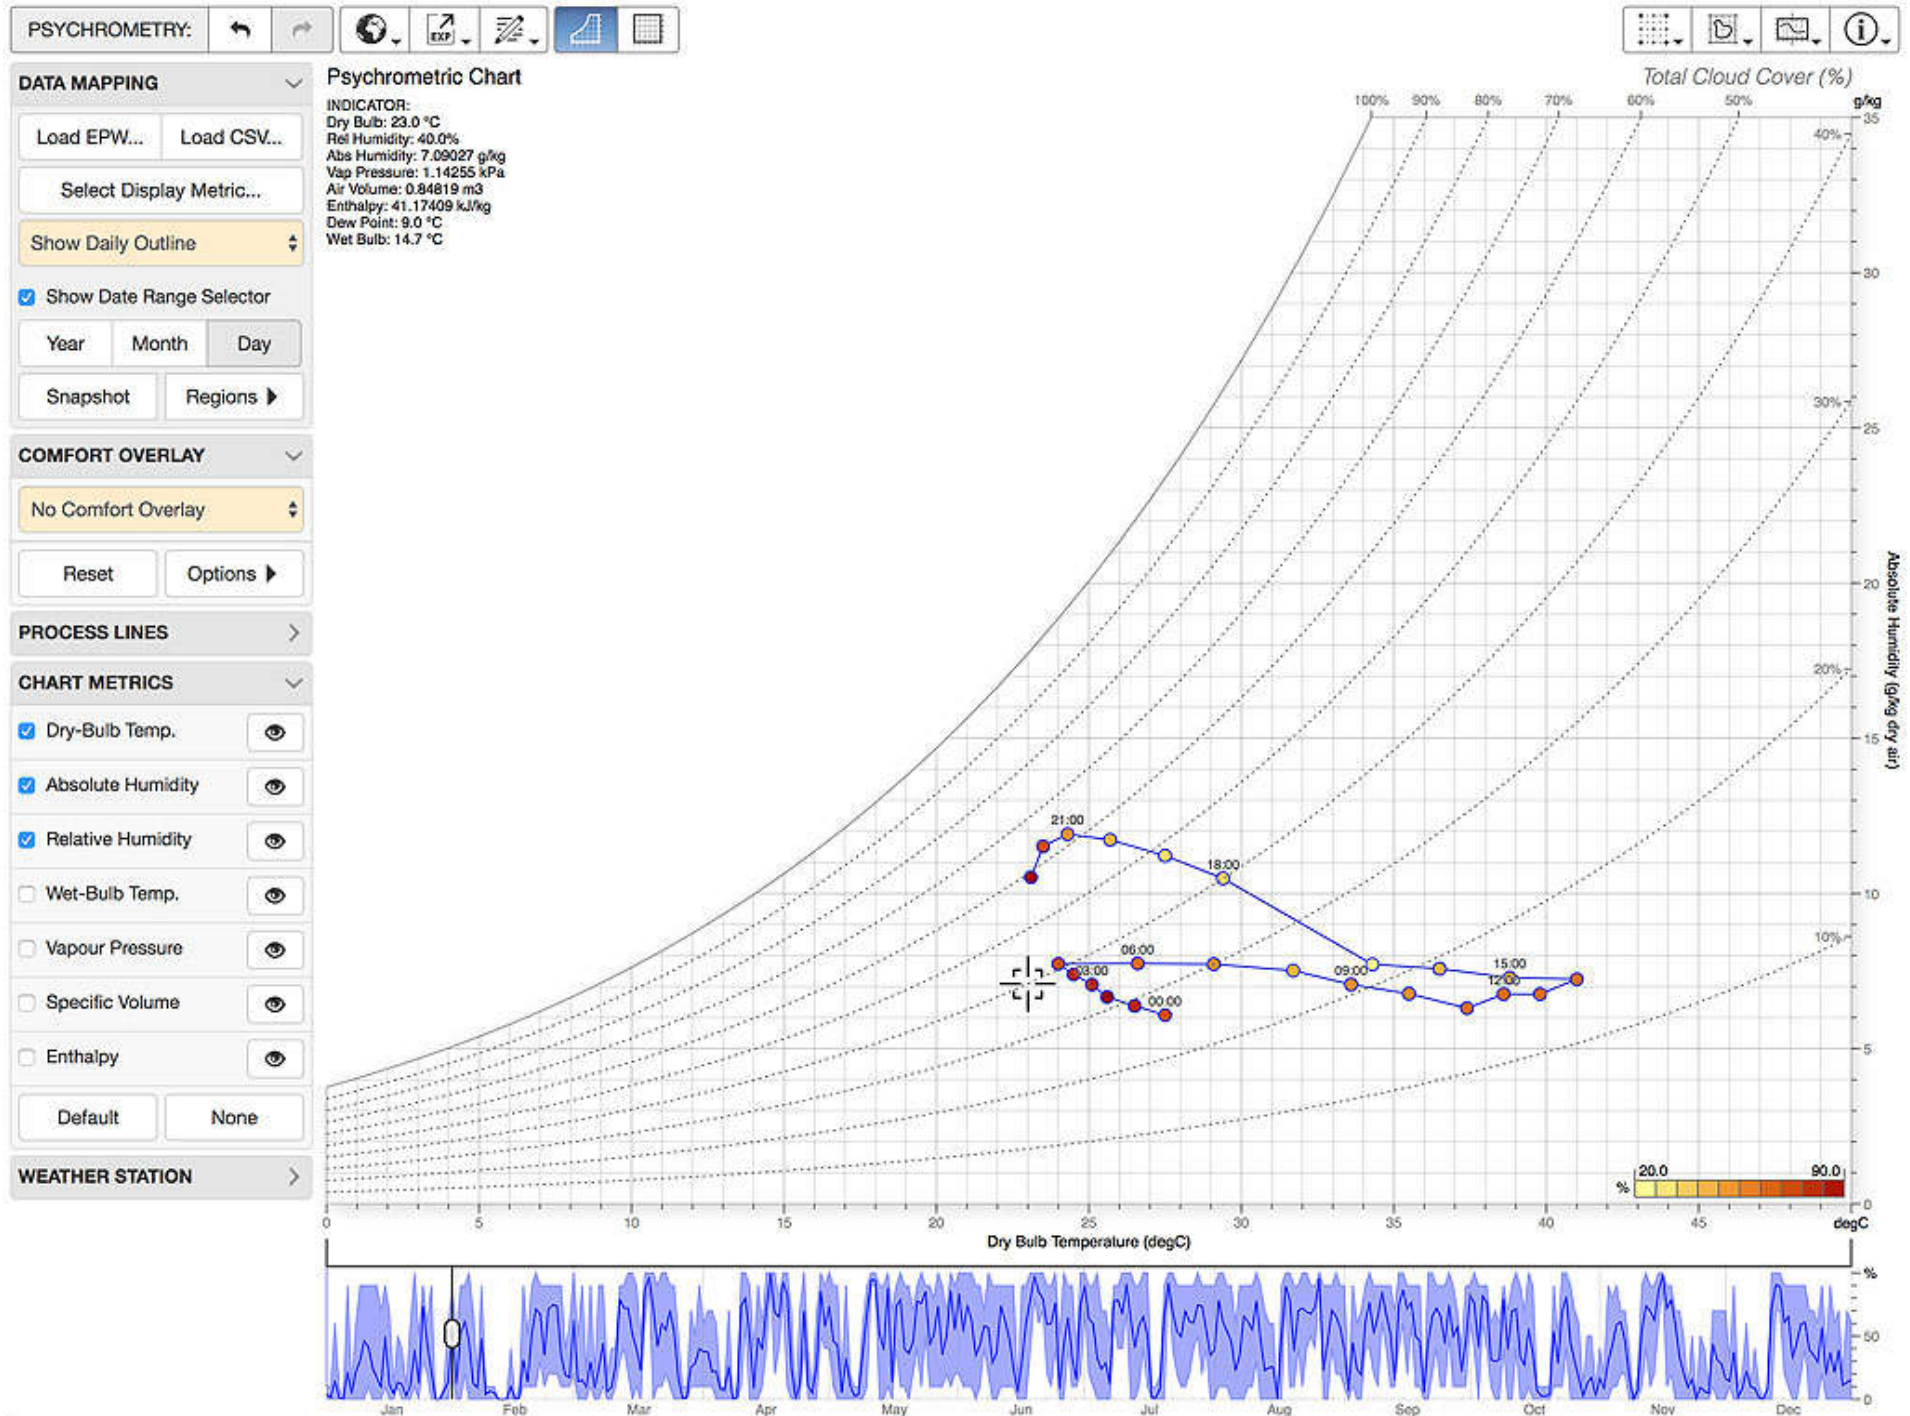 PSYCHROMETRY:
EXP
DATA MAPPING
Load EPW...
Load CSV...
Select Display Metric...
Show Daily Outline
Show Date Range Selector
Year
Month
Day
Snapshot
Regions
COMFORT OVERLAY
No Comfort Overlay
Reset
Options
PROCESS LINES
CHART METRICS
Dry-Bulb Temp.
Absolute Humidity
Relative Humidity
Wet-Bulb Temp.
Vapour Pressure
Specific Volume
Enthalpy
Default
None
WEATHER STATION
Psychrometric Chart
INDICATOR:
Dry Bulb: 23.0 °C
Rel Humidity: 40.0%
Abs Humidity: 7.09027 g/kg
Vap Pressure: 1.14255 kPa
Air Volume: 0.84819 m3
Enthalpy: 41.17409 kJ/kg
Dew Point: 9.0 °C
Wet Bulb: 14.7 °C
Total Cloud Cover (%)
100% 90% 80% 70% 60% 50%
g/kg
35
40%
30
30%
25
20
20%
15
10
10%
5
0
Absolute Humidity (g/kg dry air)
21:00
18:00
06:00
03:00
00:00
09:00
15:00
12:00
20.0 90.0
%
0 5 10 15 20 25 30 35 40 45 degC
Dry Bulb Temperature (degC)
%
50
0
Jan Feb Mar Apr May Jun Jul Aug Sep Oct Nov Dec